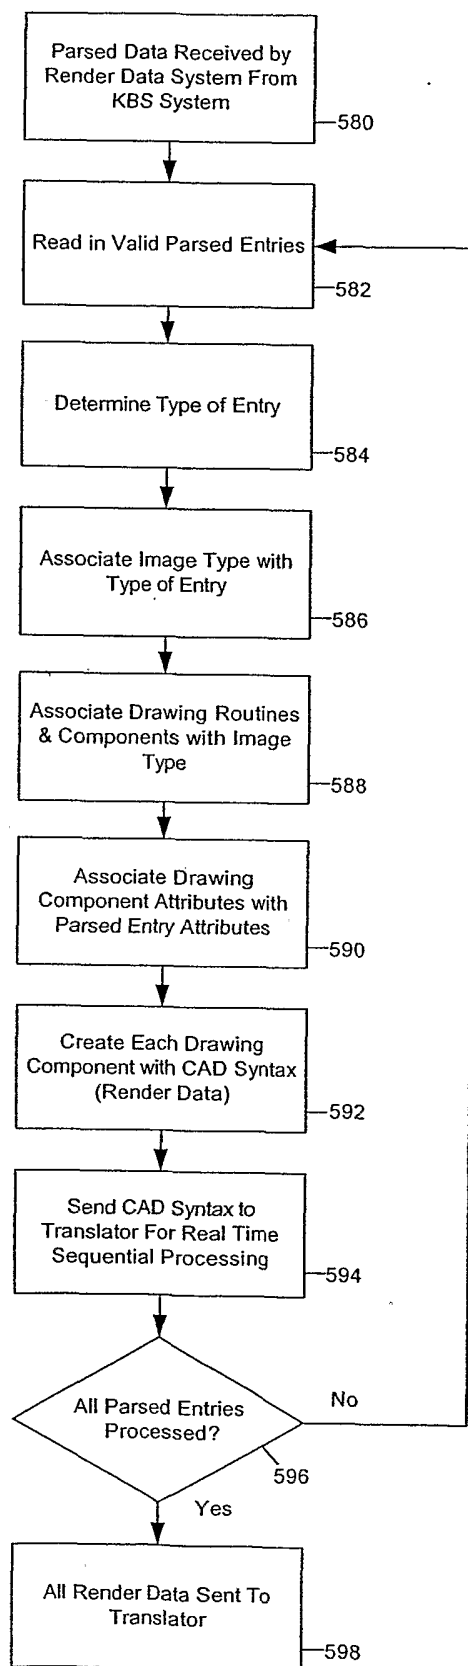 Parsed Data Received by
Render Data System From
KBS System
580
Read in Valid Parsed Entries
582
Determine Type of Entry
584
Associate Image Type with
Type of Entry
586
Associate Drawing Routines
& Components with Image
Type
588
Associate Drawing
Component Attributes with
Parsed Entry Attributes
590
Create Each Drawing
Component with CAD Syntax
(Render Data)
592
Send CAD Syntax to
Translator For Real Time
Sequential Processing
594
All Parsed Entries
Processed?
No
596
Yes
All Render Data Sent To
Translator
598